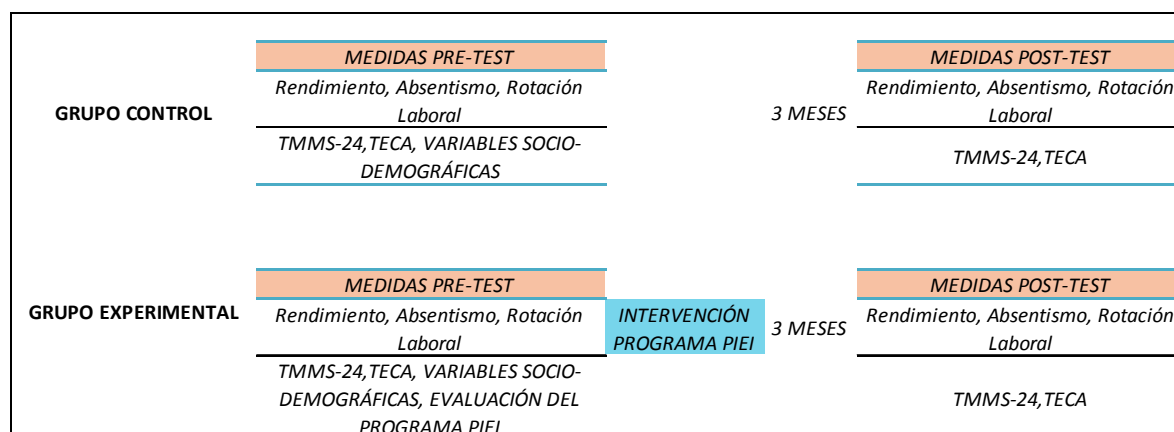 MEDIDAS PRE-TEST
MEDIDAS POST-TEST
GRUPO CONTROL
Rendimiento, Absentismo, Rotación
Laboral
3 MESES
Rendimiento, Absentismo, Rotación
Laboral
TMMS-24,TECA, VARIABLES SOCIO-
DEMOGRÁFICAS
TMMS-24,TECA
MEDIDAS PRE-TEST
MEDIDAS POST-TEST
GRUPO EXPERIMENTAL
Rendimiento, Absentismo, Rotación
Laboral
INTERVENCIÓN
PROGRAMA PIEI
3 MESES
Rendimiento, Absentismo, Rotación
Laboral
TMMS-24,TECA, VARIABLES SOCIO-
DEMOGRÁFICAS, EVALUACIÓN DEL
PROGRAMA PIEI
TMMS-24,TECA